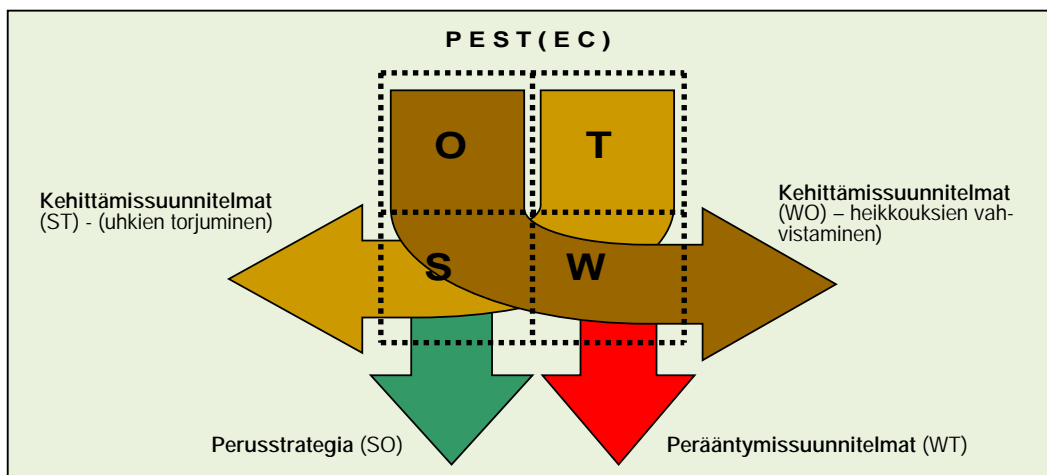 PEST(EC)
O
T
Kehittämissuunnitelmat
(ST) - (uhkien torjuminen)
Kehittämissuunnitelmat
(WO) – heikkouksien vah-
vistaminen)
S
W
Perusstrategia (SO)
Perääntymissuunnitelmat (WT)